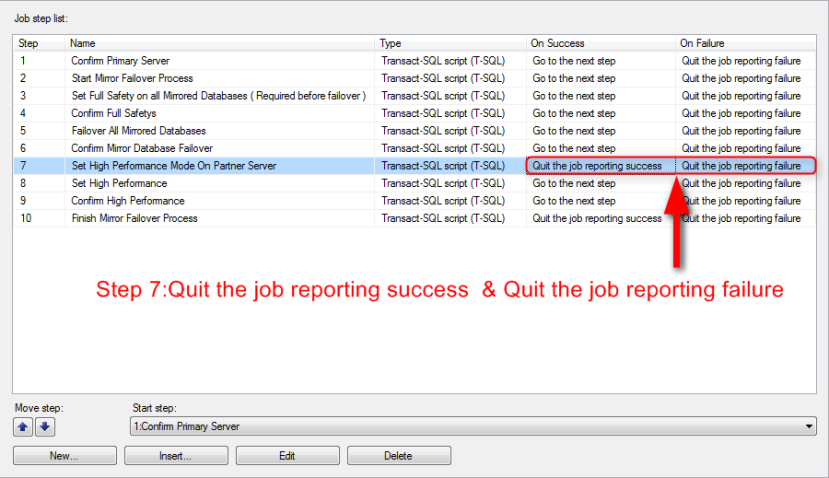 Job step list:
Step Name Type On Success On Failure
1 Confirm Primary Server Transact-SQL script (T-SQL) Go to the next step Quit the job reporting failure
2 Start Mirror Failover Process Transact-SQL script (T-SQL) Go to the next step Quit the job reporting failure
3 Set Full Safety on all Mirrored Databases ( Required before failover ) Transact-SQL script (T-SQL) Go to the next step Quit the job reporting failure
4 Confirm Full Safetys Transact-SQL script (T-SQL) Go to the next step Quit the job reporting failure
5 Failover All Mirrored Databases Transact-SQL script (T-SQL) Go to the next step Quit the job reporting failure
6 Confirm Mirror Database Failover Transact-SQL script (T-SQL) Go to the next step Quit the job reporting failure
7 Set High Performance Mode On Partner Server Transact-SQL script (T-SQL) Quit the job reporting success Quit the job reporting failure
8 Set High Performance Transact-SQL script (T-SQL) Go to the next step Quit the job reporting failure
9 Confirm High Performance Transact-SQL script (T-SQL) Go to the next step Quit the job reporting failure
10 Finish Mirror Failover Process Transact-SQL script (T-SQL) Quit the job reporting success Quit the job reporting failure
Step 7:Quit the job reporting success & Quit the job reporting failure
Move step: Start step:
1:Confirm Primary Server
New... Insert... Edit Delete